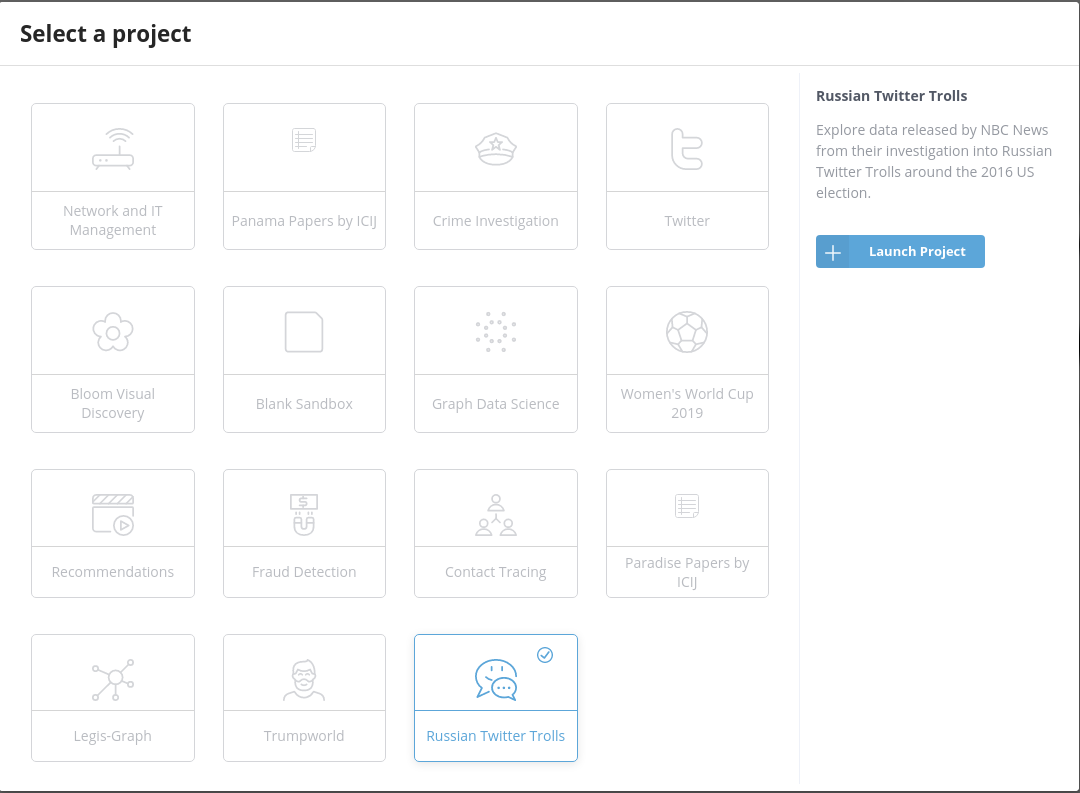 Select a project
Network and IT
Management
Panama Papers by ICIJ
Crime Investigation
Twitter
Bloom Visual
Discovery
Blank Sandbox
Graph Data Science
Women's World Cup
2019
Recommendations
Fraud Detection
Contact Tracing
Paradise Papers by
ICIJ
Legis-Graph
Trumpworld
Russian Twitter Trolls
Russian Twitter Trolls
Explore data released by NBC News
from their investigation into Russian
Twitter Trolls around the 2016 US
election.
Launch Project